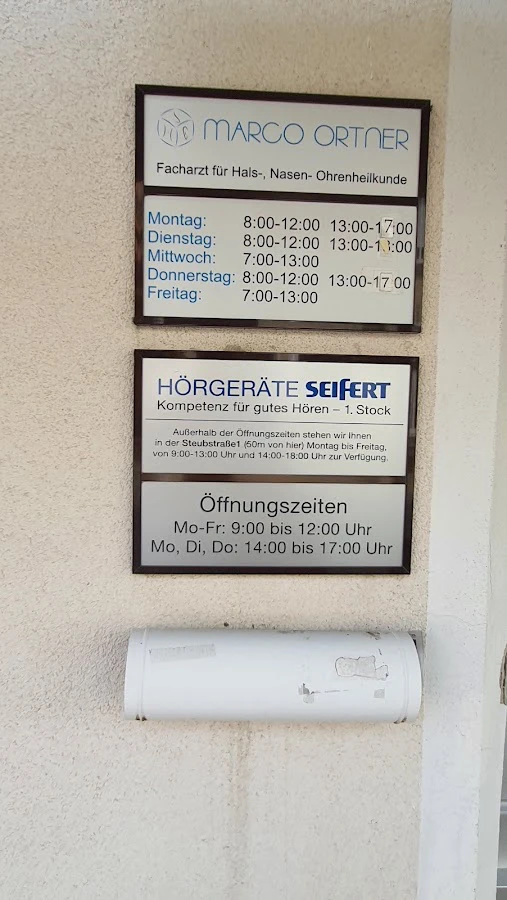 MARCO ORTNER
Facharzt für Hals-, Nasen- Ohrenheilkunde
Montag: 8:00-12:00 13:00-17:00
Dienstag: 8:00-12:00 13:00-18:00
Mittwoch: 7:00-13:00
Donnerstag: 8:00-12:00 13:00-17:00
Freitag: 7:00-13:00
HÖRGERÄTE SEIFERT
Kompetenz für gutes Hören – 1. Stock
Außerhalb der Öffnungszeiten stehen wir Ihnen
in der Steubstraße1 (50m von hier) Montag bis Freitag,
von 9:00-13:00 Uhr und 14:00-18:00 Uhr zur Verfügung.
Öffnungszeiten
Mo-Fr: 9:00 bis 12:00 Uhr
Mo, Di, Do: 14:00 bis 17:00 Uhr